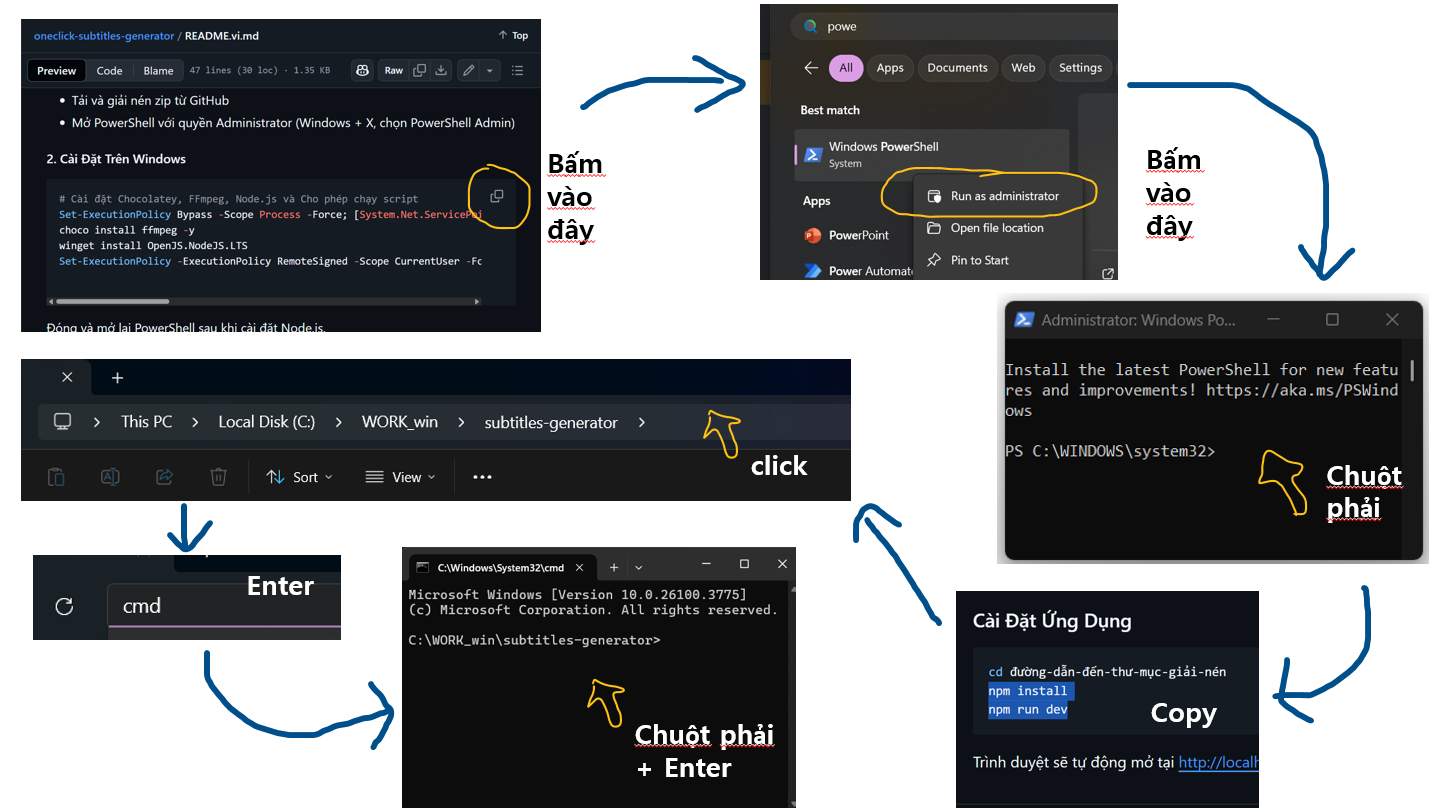 oneclick-subtitles-generator / README.vi.md
Top
Preview Code Blame 47 lines (30 loc) · 1.35 KB Raw
Tải và giải nén zip từ GitHub
Mở PowerShell với quyền Administrator (Windows + X, chọn PowerShell Admin)
2. Cài Đặt Trên Windows
# Cài đặt Chocolatey, FFmpeg, Node.js và Cho phép chạy script
Set-ExecutionPolicy Bypass -Scope Process -Force; [System.Net.ServicePoi
choco install ffmpeg -y
winget install OpenJS.NodeJS.LTS
Set-ExecutionPolicy -ExecutionPolicy RemoteSigned -Scope CurrentUser -Fo
Đóng và mở lại PowerShell sau khi cài đặt Node.js.
Bấm
vào
đây
powe
All Apps Documents Web Settings
Best match
Windows PowerShell
System
Run as administrator
Apps
Open file location
PowerPoint
Pin to Start
Power Automate
Bấm
vào
đây
Administrator: Windows Po...
Install the latest PowerShell for new featu
res and improvements! https://aka.ms/PSWind
ows
PS C:\WINDOWS\system32>
Chuột
phải
Cài Đặt Ứng Dụng
cd đường-dẫn-đến-thư-mục-giải-nén
npm install
npm run dev
Copy
Trình duyệt sẽ tự động mở tại http://localh
This PC > Local Disk (C:) > WORK_win > subtitles-generator >
click
Sort View
Enter
cmd
C:\Windows\System32\cmd
Microsoft Windows [Version 10.0.26100.3775]
(c) Microsoft Corporation. All rights reserved.
C:\WORK_win\subtitles-generator>
Chuột phải
+ Enter